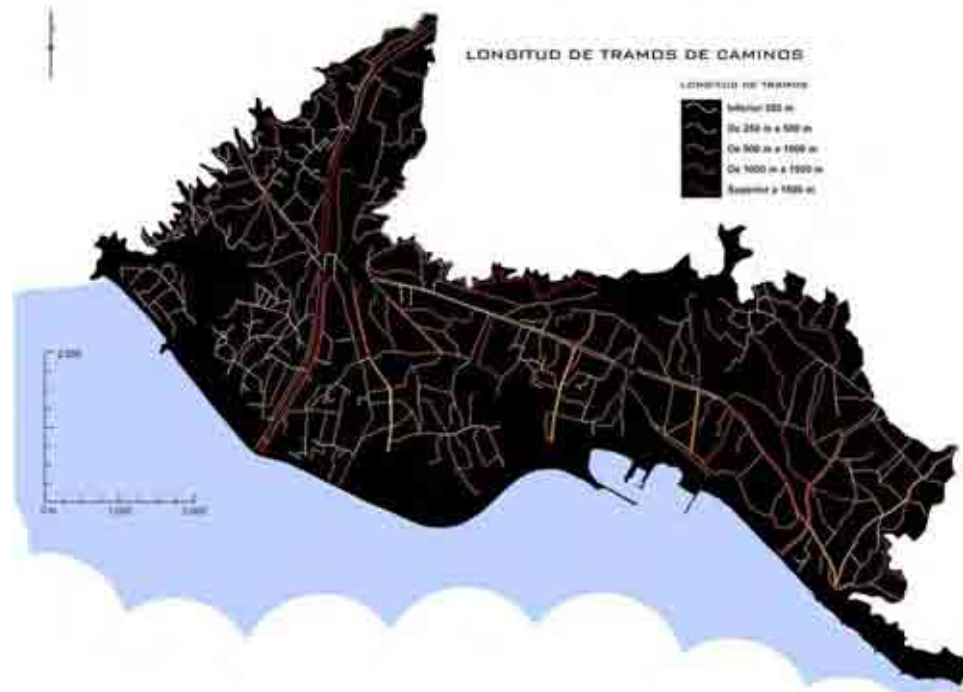 LONGITUD DE TRAMOS DE CAMINOS
LONGITUD DE TRAMOS
Inferior 250 m
De 250 m a 500 m
De 500 m a 1000 m
De 1000 m a 1500 m
Superior a 1500 m
2.000
0 m 1.000 2.000